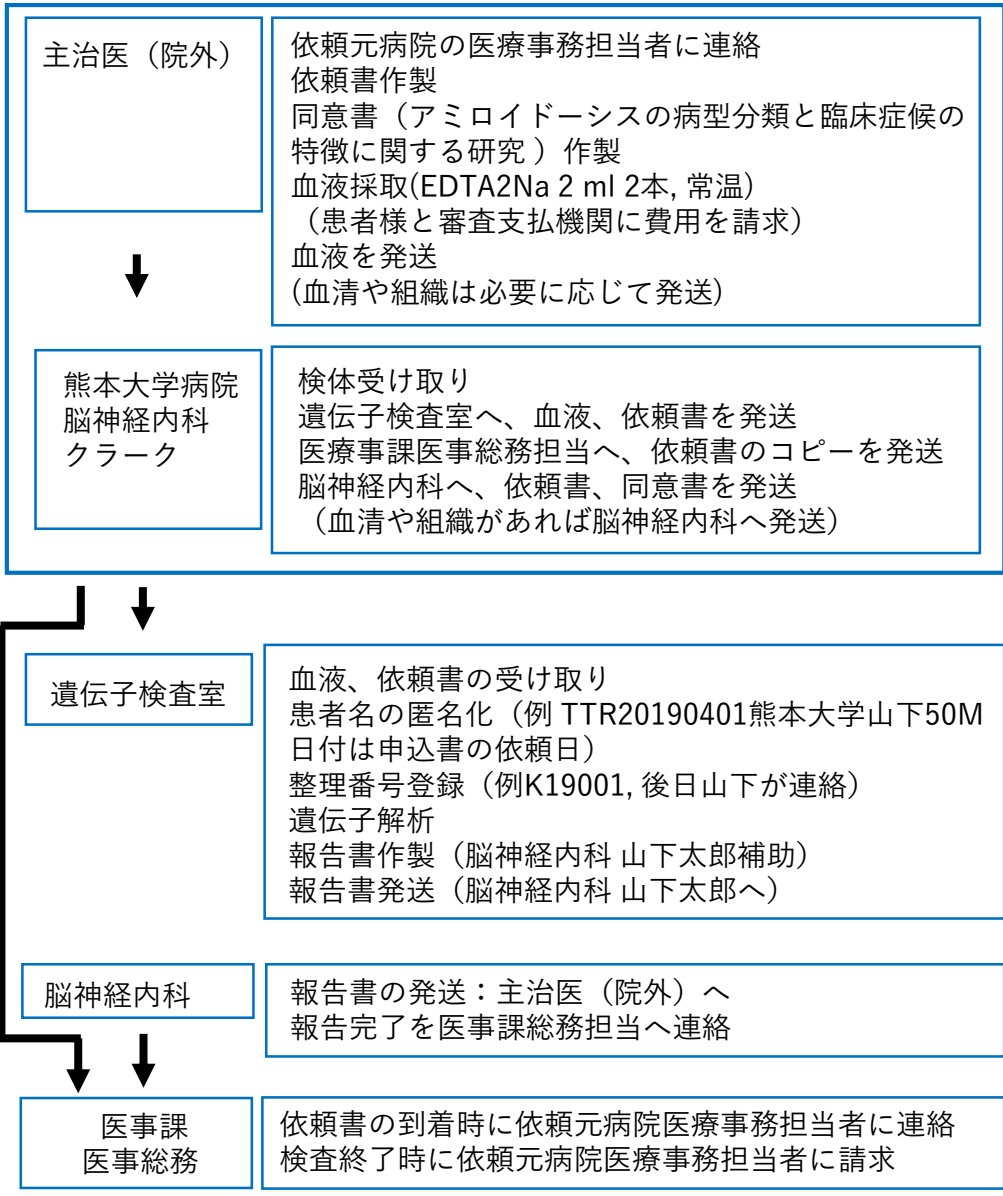 主治医（院外）
依頼元病院の医療事務担当者に連絡
依頼書作製
同意書（アミロイドーシスの病型分類と臨床症候の
特徴に関する研究 ）作製
血液採取(EDTA2Na 2 ml 2本, 常温)
（患者様と審査支払機関に費用を請求）
血液を発送
(血清や組織は必要に応じて発送)
熊本大学病院
脳神経内科
クラーク
検体受け取り
遺伝子検査室へ、血液、依頼書を発送
医療事課医事総務担当へ、依頼書のコピーを発送
脳神経内科へ、依頼書、同意書を発送
（血清や組織があれば脳神経内科へ発送）
遺伝子検査室
血液、依頼書の受け取り
患者名の匿名化（例 TTR20190401熊本大学山下50M
日付は申込書の依頼日）
整理番号登録（例K19001, 後日山下が連絡）
遺伝子解析
報告書作製（脳神経内科 山下太郎補助）
報告書発送（脳神経内科 山下太郎へ）
脳神経内科
報告書の発送：主治医（院外）へ
報告完了を医事課総務担当へ連絡
医事課
医事総務
依頼書の到着時に依頼元病院医療事務担当者に連絡
検査終了時に依頼元病院医療事務担当者に請求